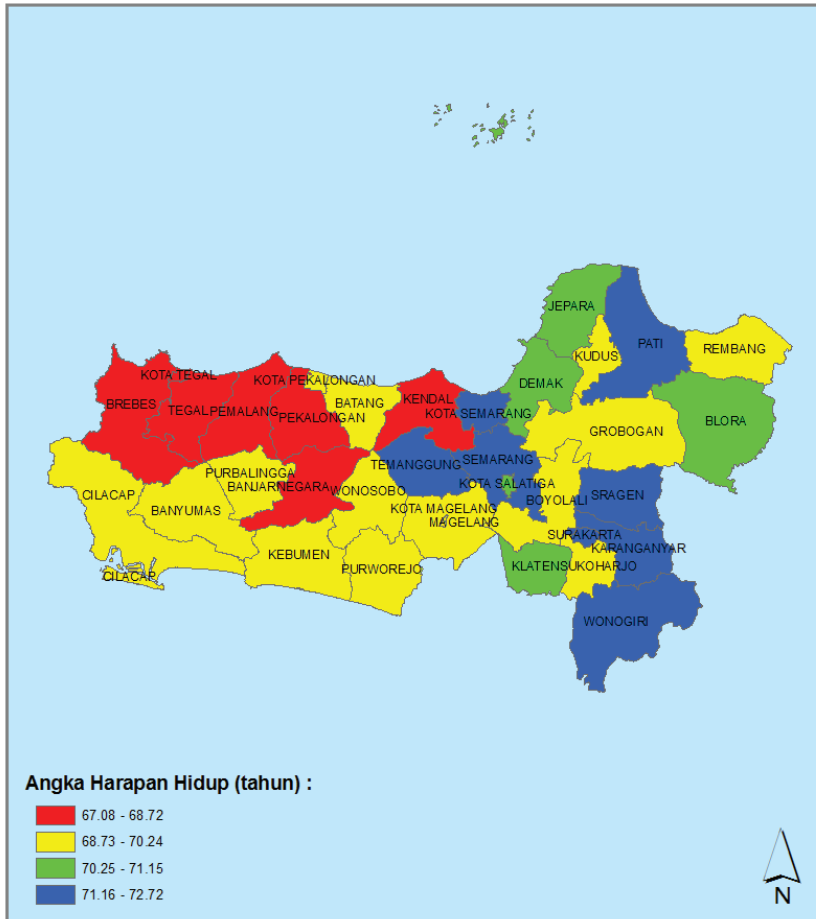 JEPARA
PATI
KUDUS
REMBANG
KOTA TEGAL
KOTA PEKALONGAN
DEMAK
BREBES
TEGAL
PEMALANG
PEKALONGAN
BATANG
KENDAL
KOTA SEMARANG
GROBOGAN
BLORA
TEMANGGUNG
SEMARANG
PURBALINGGA
BANJARNEGARA
WONOSOBO
KOTA SALATIGA
BOYOLALI
SRAGEN
CILACAP
BANYUMAS
KOTA MAGELANG
MAGELANG
SURAKARTA
KARANGANYAR
KEBUMEN
PURWOREJO
KLATEN
SUKOHARJO
CILACAP
WONOGIRI
Angka Harapan Hidup (tahun) :
67.08 - 68.72
68.73 - 70.24
70.25 - 71.15
71.16 - 72.72
N